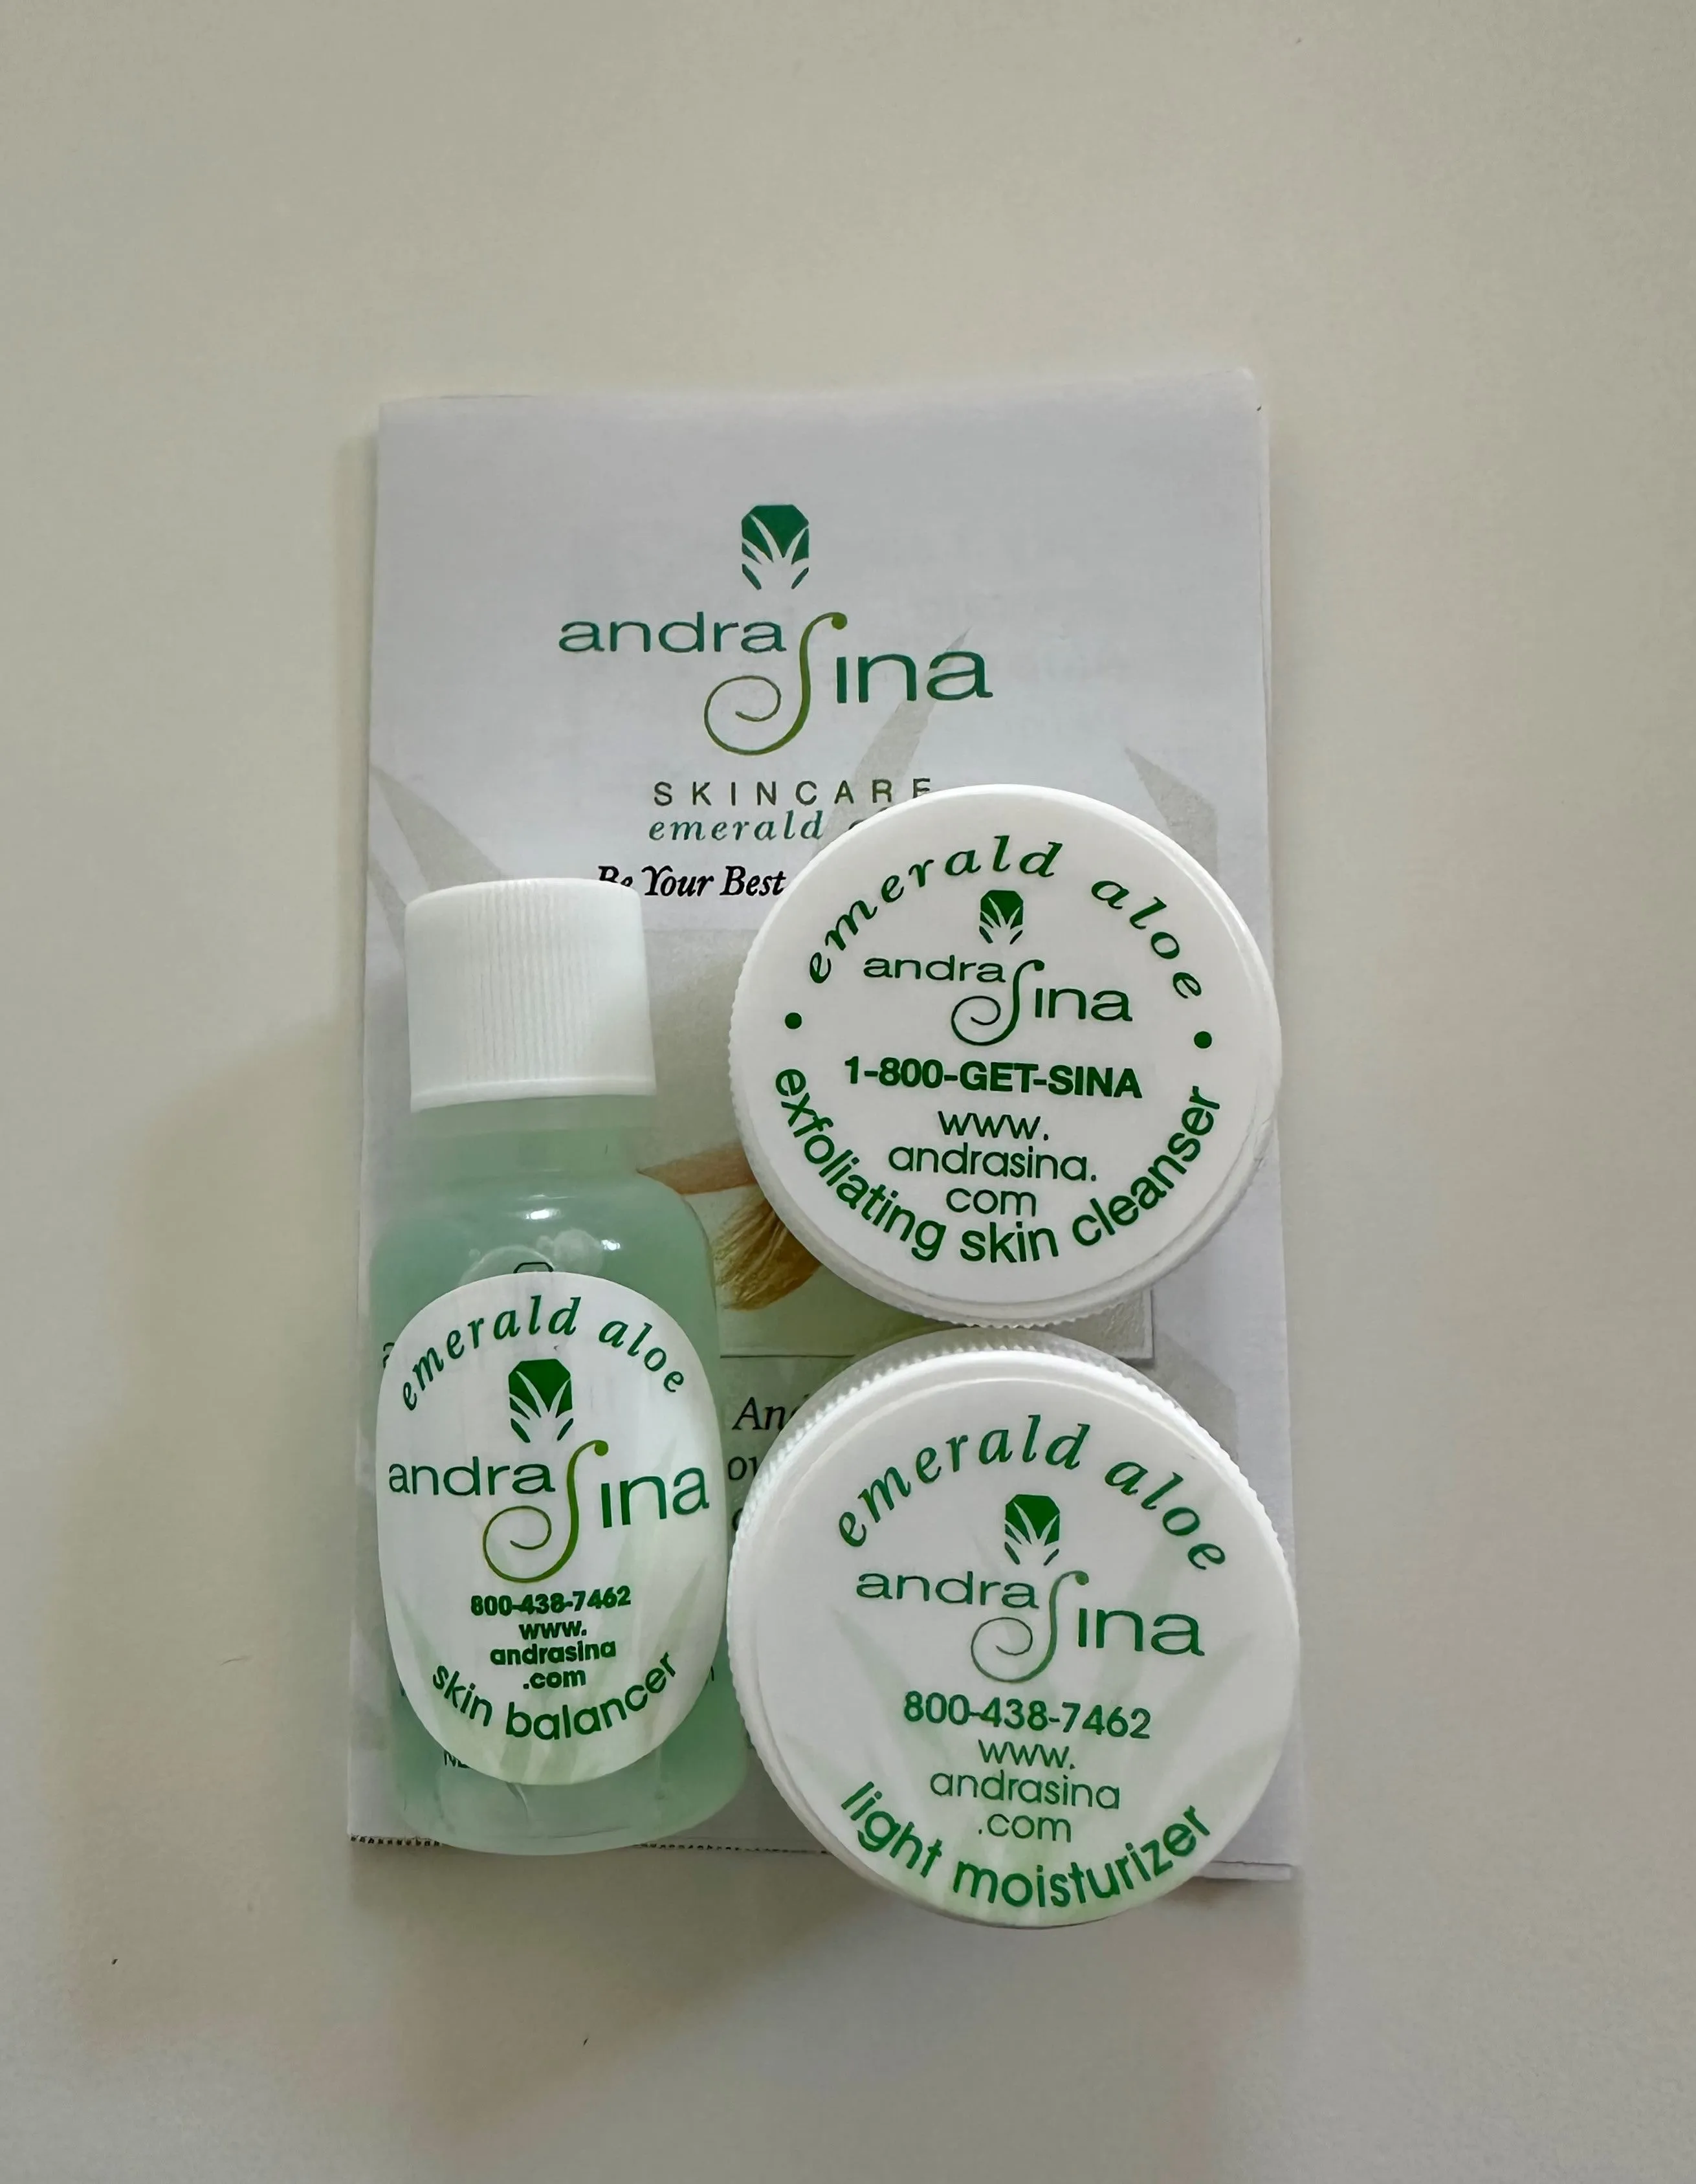 andra Sina
SKINCARE
emerald
Be Your Best
emerald aloe
andra Sina
1-800-GET-SINA
www.
andrasina.
com
exfoliating skin cleanser
emerald aloe
andra Sina
800-438-7462
www.
andrasina
.com
skin balancer
emerald aloe
andra Sina
800-438-7462
www.
andrasina
.com
light moisturizer